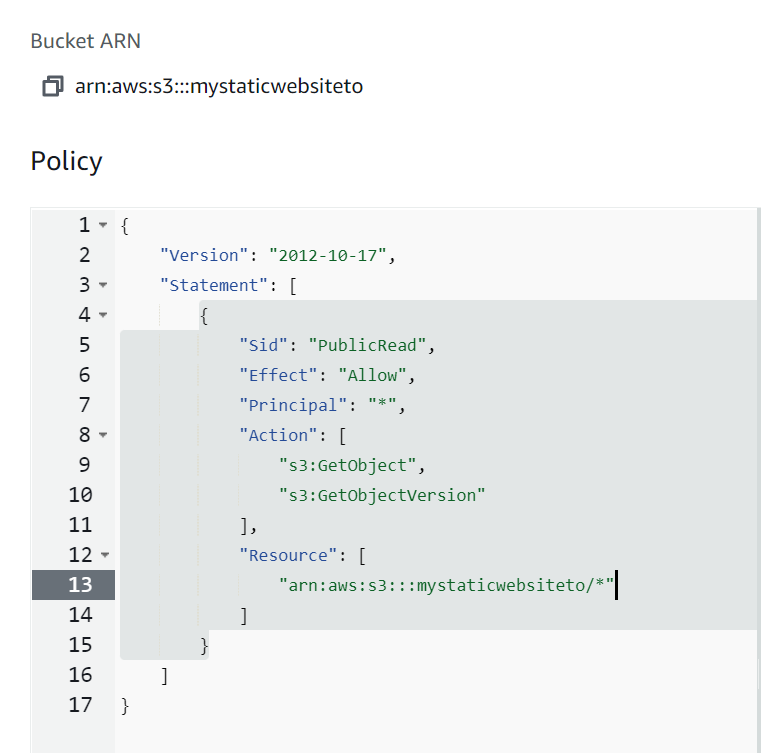 Bucket ARN
arn:aws:s3:::mystaticwebsiteto
Policy
1 {
2 "Version": "2012-10-17",
3 "Statement": [
4 {
5 "Sid": "PublicRead",
6 "Effect": "Allow",
7 "Principal": "*",
8 "Action": [
9 "s3:GetObject",
10 "s3:GetObjectVersion"
11 ],
12 "Resource": [
13 "arn:aws:s3:::mystaticwebsiteto/*"
14 ]
15 }
16 ]
17 }